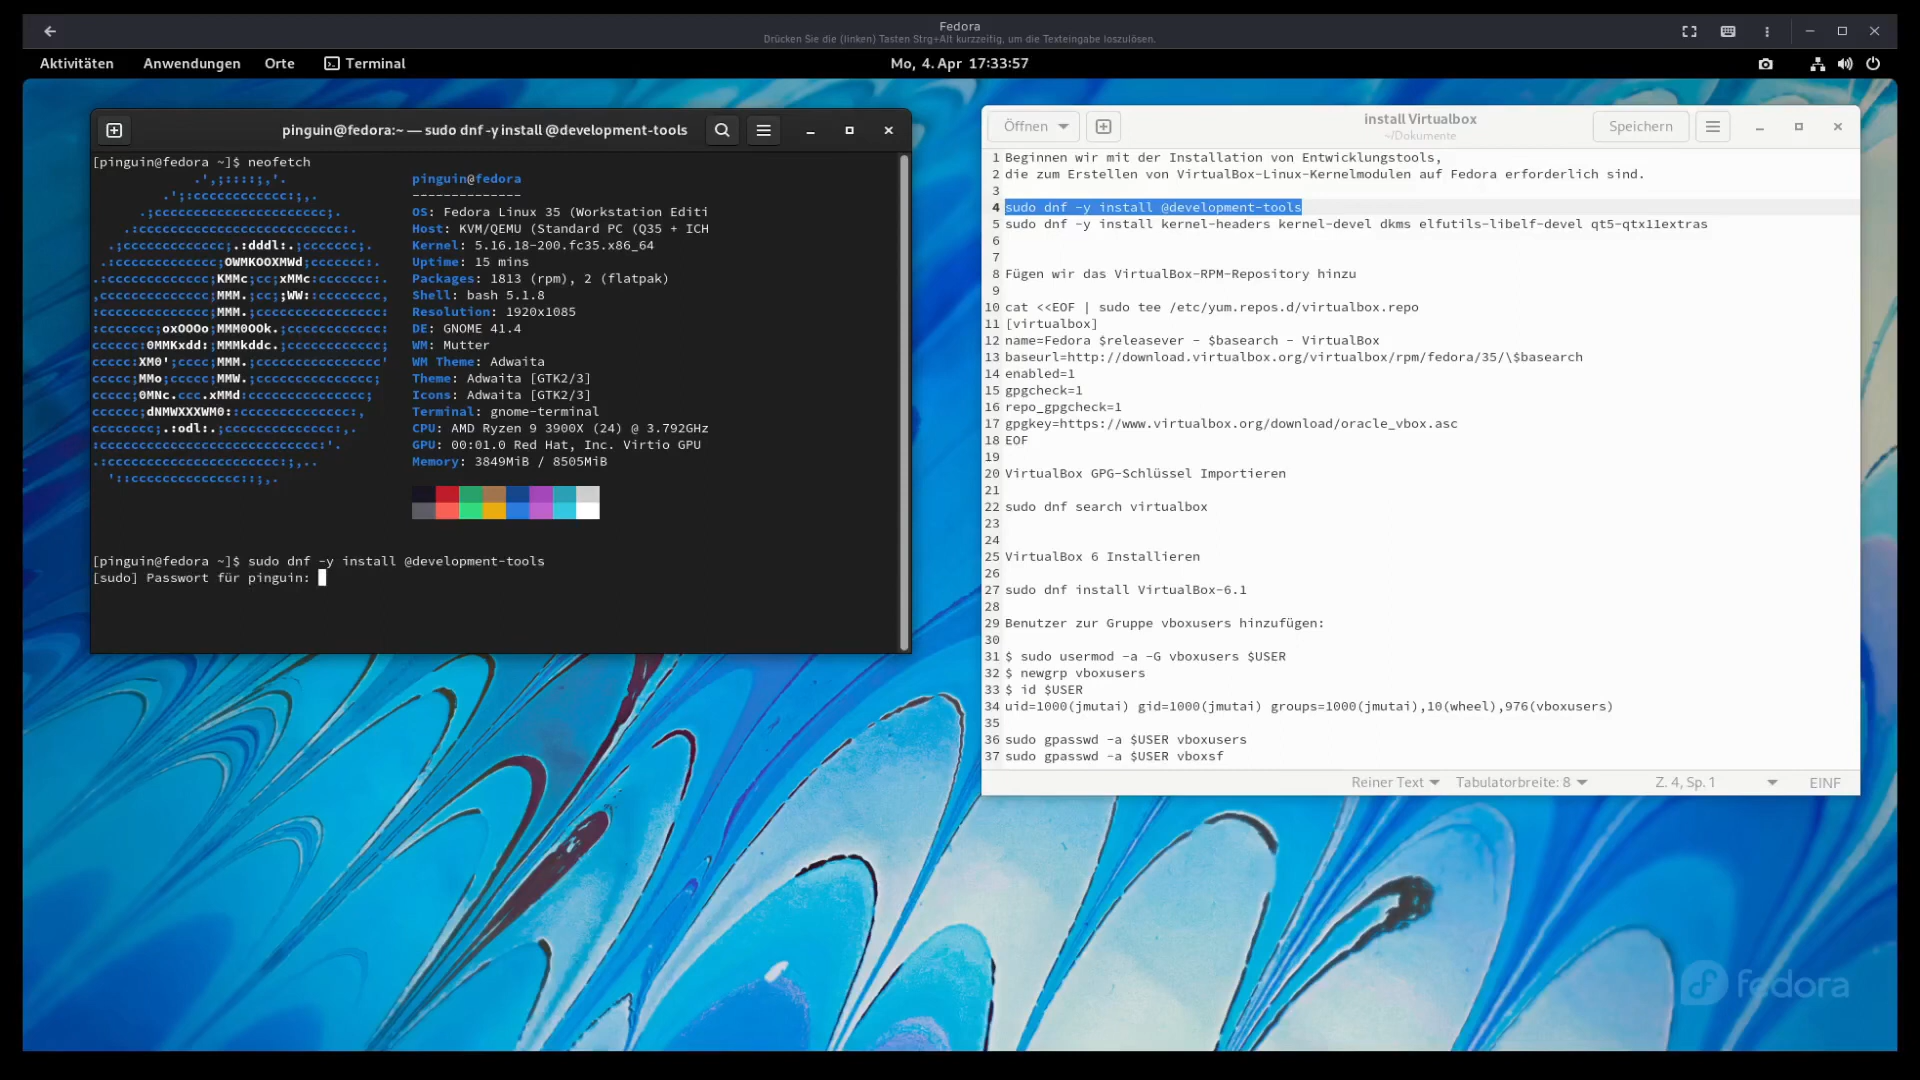 Fedora
Drücken Sie die (linken) Tasten Strg+Alt kurzzeitig, um die Texteingabe loszulösen.
Aktivitäten Anwendungen Orte Terminal Mo, 4. Apr 17:33:57
pinguin@fedora:~ — sudo dnf -y install @development-tools
[pinguin@fedora ~]$ neofetch
pinguin@fedora
--------------
OS: Fedora Linux 35 (Workstation Editi
Host: KVM/QEMU (Standard PC (Q35 + ICH
Kernel: 5.16.18-200.fc35.x86_64
Uptime: 15 mins
Packages: 1813 (rpm), 2 (flatpak)
Shell: bash 5.1.8
Resolution: 1920x1085
DE: GNOME 41.4
WM: Mutter
WM Theme: Adwaita
Theme: Adwaita [GTK2/3]
Icons: Adwaita [GTK2/3]
Terminal: gnome-terminal
CPU: AMD Ryzen 9 3900X (24) @ 3.792GHz
GPU: 00:01.0 Red Hat, Inc. Virtio GPU
Memory: 3849MiB / 8505MiB
[pinguin@fedora ~]$ sudo dnf -y install @development-tools
[sudo] Passwort für pinguin:
Öffnen install Virtualbox Speichern
~/Dokumente
1 Beginnen wir mit der Installation von Entwicklungstools,
2 die zum Erstellen von VirtualBox-Linux-Kernelmodulen auf Fedora erforderlich sind.
3
4 sudo dnf -y install @development-tools
5 sudo dnf -y install kernel-headers kernel-devel dkms elfutils-libelf-devel qt5-qtx11extras
6
7
8 Fügen wir das VirtualBox-RPM-Repository hinzu
9
10 cat <<EOF | sudo tee /etc/yum.repos.d/virtualbox.repo
11 [virtualbox]
12 name=Fedora $releasever - $basearch - VirtualBox
13 baseurl=http://download.virtualbox.org/virtualbox/rpm/fedora/35/\$basearch
14 enabled=1
15 gpgcheck=1
16 repo_gpgcheck=1
17 gpgkey=https://www.virtualbox.org/download/oracle_vbox.asc
18 EOF
19
20 VirtualBox GPG-Schlüssel Importieren
21
22 sudo dnf search virtualbox
23
24
25 VirtualBox 6 Installieren
26
27 sudo dnf install VirtualBox-6.1
28
29 Benutzer zur Gruppe vboxusers hinzufügen:
30
31 $ sudo usermod -a -G vboxusers $USER
32 $ newgrp vboxusers
33 $ id $USER
34 uid=1000(jmutai) gid=1000(jmutai) groups=1000(jmutai),10(wheel),976(vboxusers)
35
36 sudo gpasswd -a $USER vboxusers
37 sudo gpasswd -a $USER vboxsf
Reiner Text Tabulatorbreite: 8 Z. 4, Sp. 1 EINF
fedora